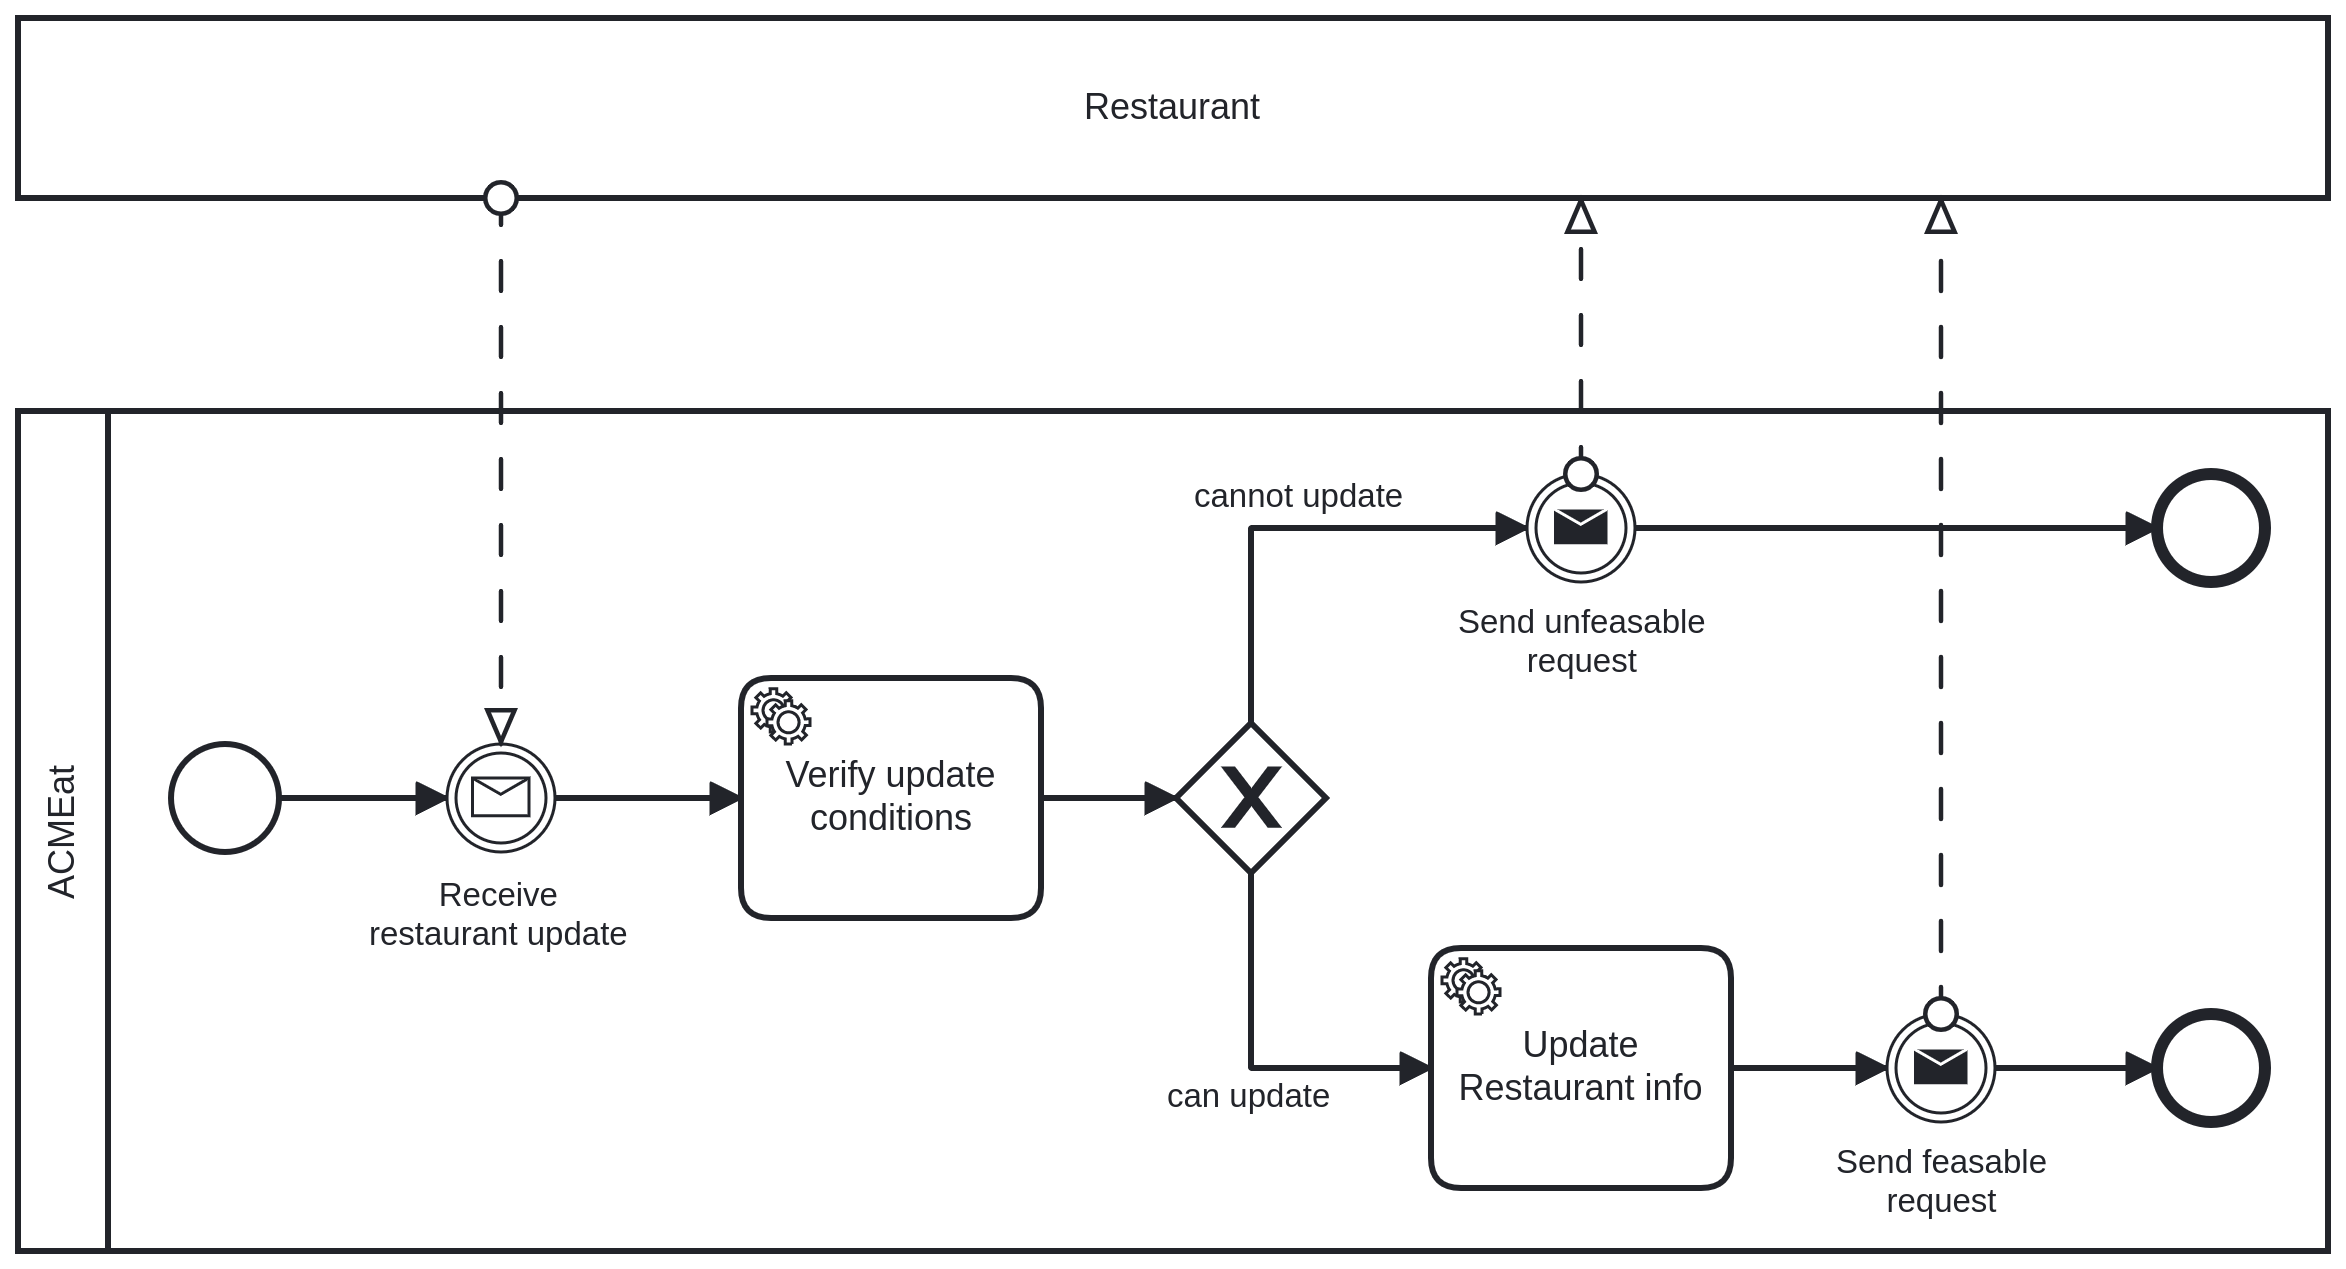 Restaurant
ACMEat
Receive
restaurant update
Verify update
conditions
cannot update
can update
Send unfeasable
request
Update
Restaurant info
Send feasable
request